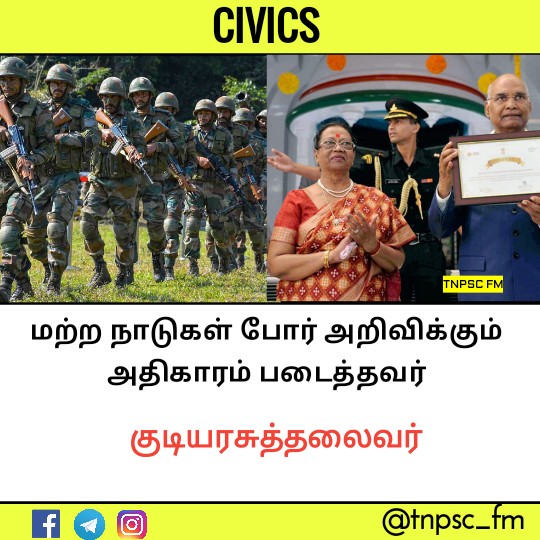 CIVICS
TNPSC FM
மற்ற நாடுகள் போர் அறிவிக்கும்
அதிகாரம் படைத்தவர்
குடியரசுத்தலைவர்
@tnpsc_fm